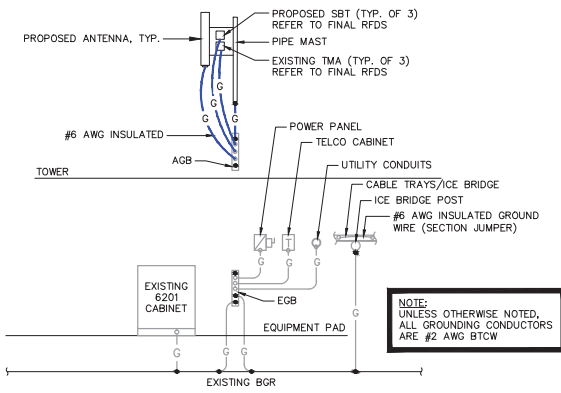 PROPOSED SBT (TYP. OF 3)
REFER TO FINAL RFDS
PROPOSED ANTENNA, TYP.
PIPE MAST
EXISTING TMA (TYP. OF 3)
REFER TO FINAL RFDS
G
G
G
G
#6 AWG INSULATED
POWER PANEL
TELCO CABINET
AGB
UTILITY CONDUITS
TOWER
CABLE TRAYS/ICE BRIDGE
ICE BRIDGE POST
#6 AWG INSULATED GROUND
WIRE (SECTION JUMPER)
T
G
G
G
EXISTING
6201
CABINET
EGB
G
NOTE:
UNLESS OTHERWISE NOTED,
ALL GROUNDING CONDUCTORS
ARE #2 AWG BTCW
EQUIPMENT PAD
G
G
G
EXISTING BGR